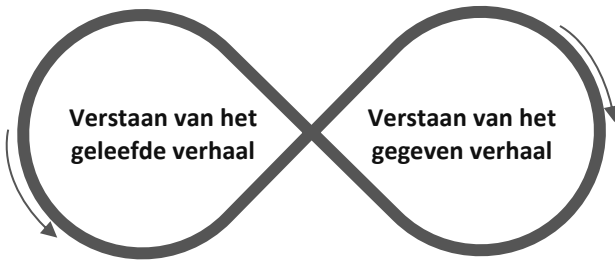 Verstaan van het
geleefde verhaal
Verstaan van het
gegeven verhaal